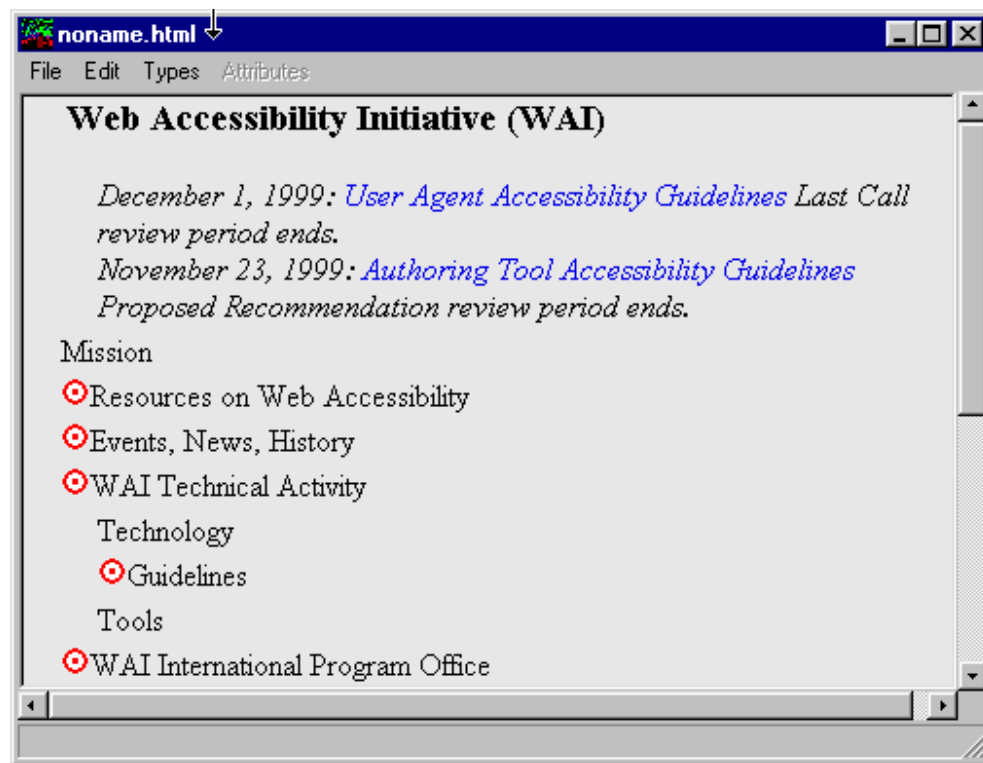 noname.html
File Edit Types Attributes
Web Accessibility Initiative (WAI)
December 1, 1999: User Agent Accessibility Guidelines Last Call
review period ends.
November 23, 1999: Authoring Tool Accessibility Guidelines
Proposed Recommendation review period ends.
Mission
Resources on Web Accessibility
Events, News, History
WAI Technical Activity
Technology
Guidelines
Tools
WAI International Program Office